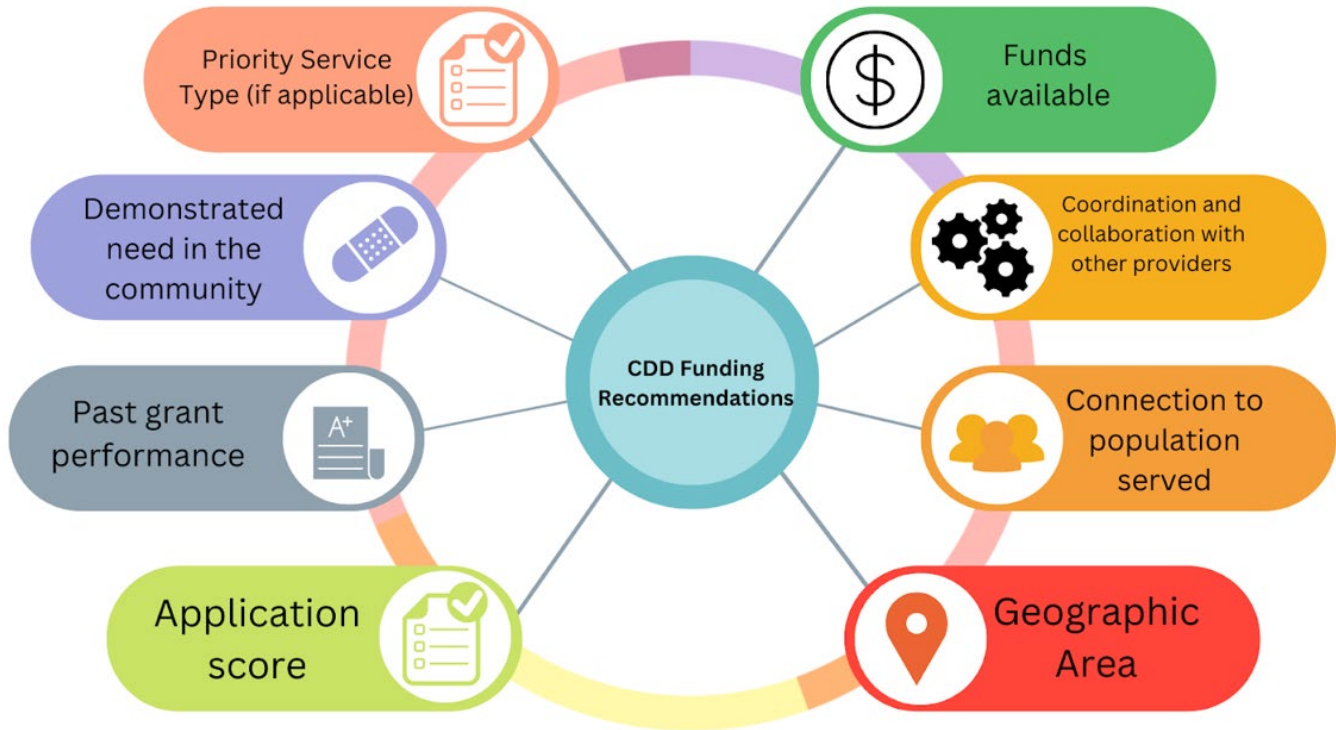 Priority Service
Type (if applicable)
Funds
available
Demonstrated
need in the
community
Coordination and
collaboration with
other providers
CDD Funding
Recommendations
Past grant
performance
A+
Connection to
population
served
Application
score
Geographic
Area
$